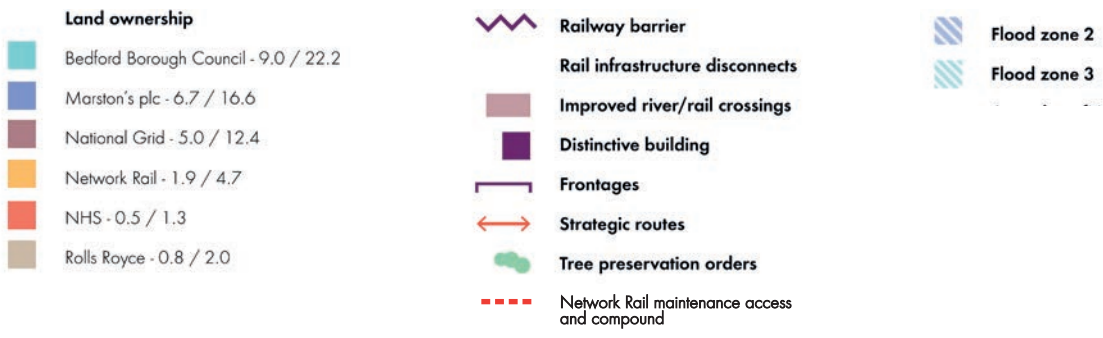 Land ownership
Bedford Borough Council - 9.0 / 22.2
Marston's plc - 6.7 / 16.6
National Grid - 5.0 / 12.4
Network Rail - 1.9 / 4.7
NHS - 0.5 / 1.3
Rolls Royce - 0.8 / 2.0
Railway barrier
Rail infrastructure disconnects
Improved river/rail crossings
Distinctive building
Frontages
Strategic routes
Tree preservation orders
Network Rail maintenance access
and compound
Flood zone 2
Flood zone 3